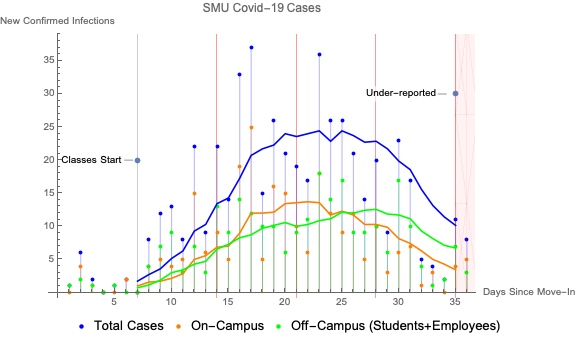 SMU Covid-19 Cases
New Confirmed Infections
35
30
25
20
15
10
5
Under-reported
Classes Start
5 10 15 20 25 30 35
Days Since Move-In
Total Cases On-Campus Off-Campus (Students+Employees)